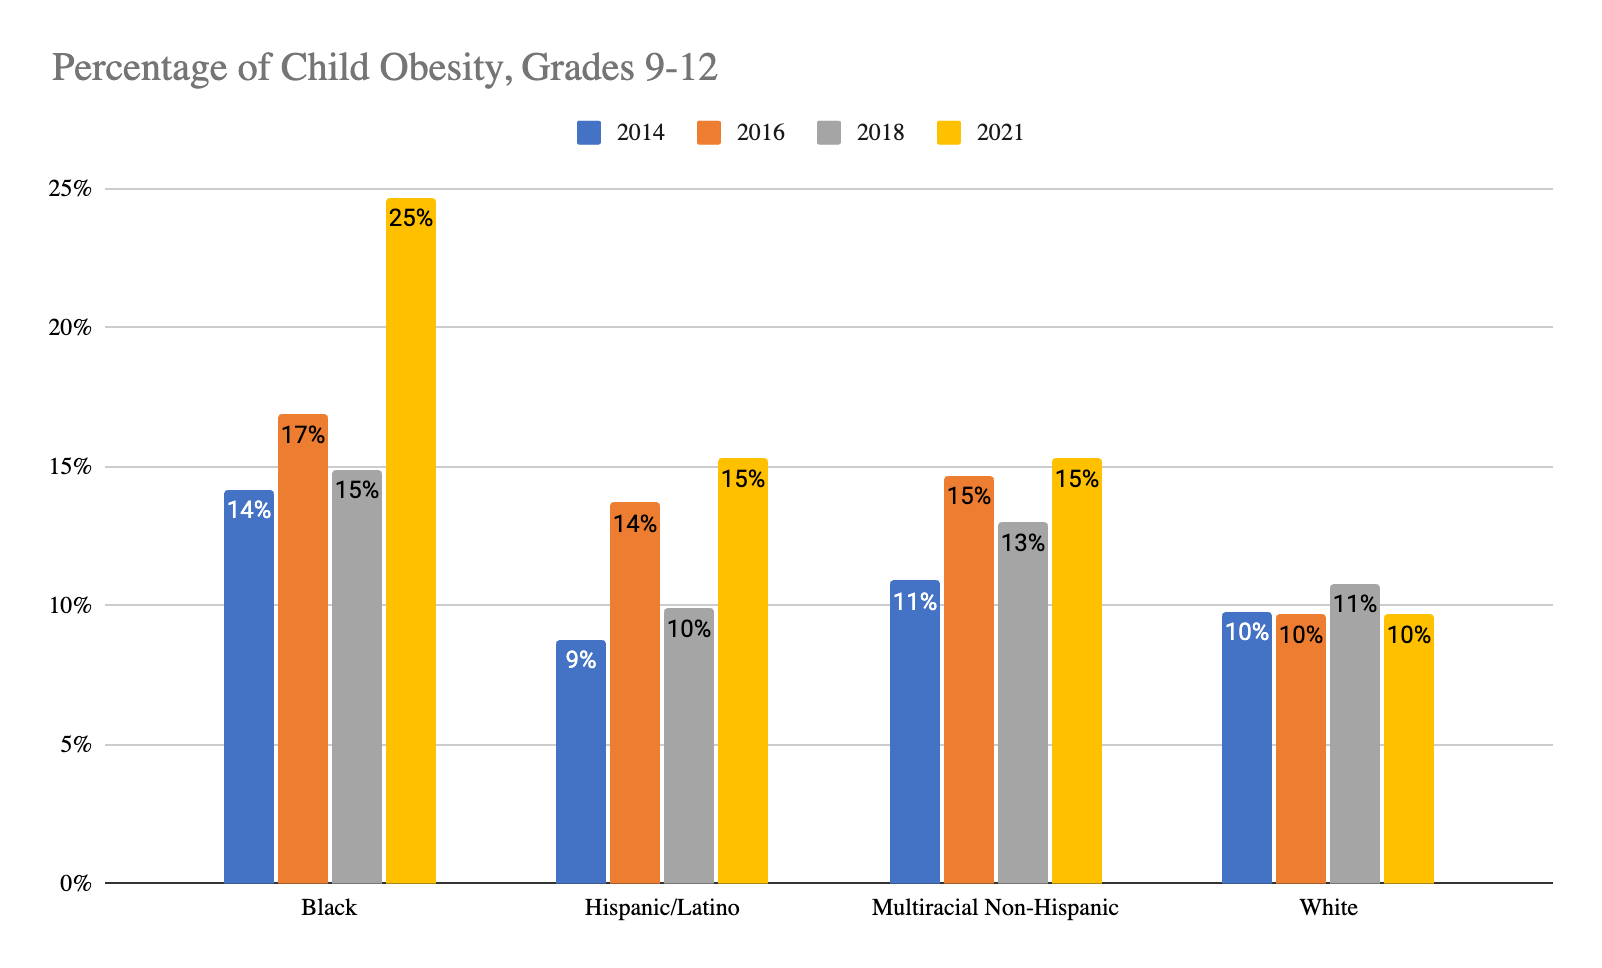 Percentage of Child Obesity, Grades 9-12
2014 2016 2018 2021
25%
20%
15%
10%
5%
0%
14% 17% 15% 25%
9% 14% 10% 15%
11% 15% 13% 15%
10% 10% 11% 10%
Black Hispanic/Latino Multiracial Non-Hispanic White